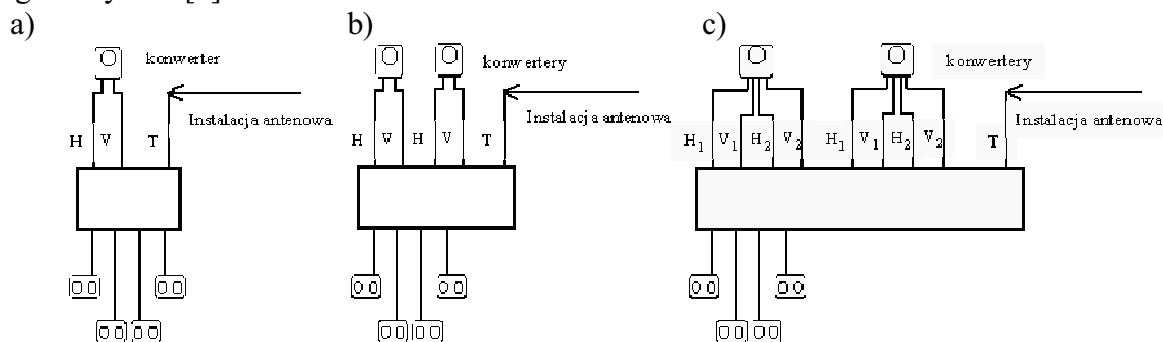 a)
konwerter
Instalacja antenowa
H V T
b)
konwertery
Instalacja antenowa
H V H V T
c)
konwertery
Instalacja antenowa
H1 V1 H2 V2 H1 V1 H2 V2 T